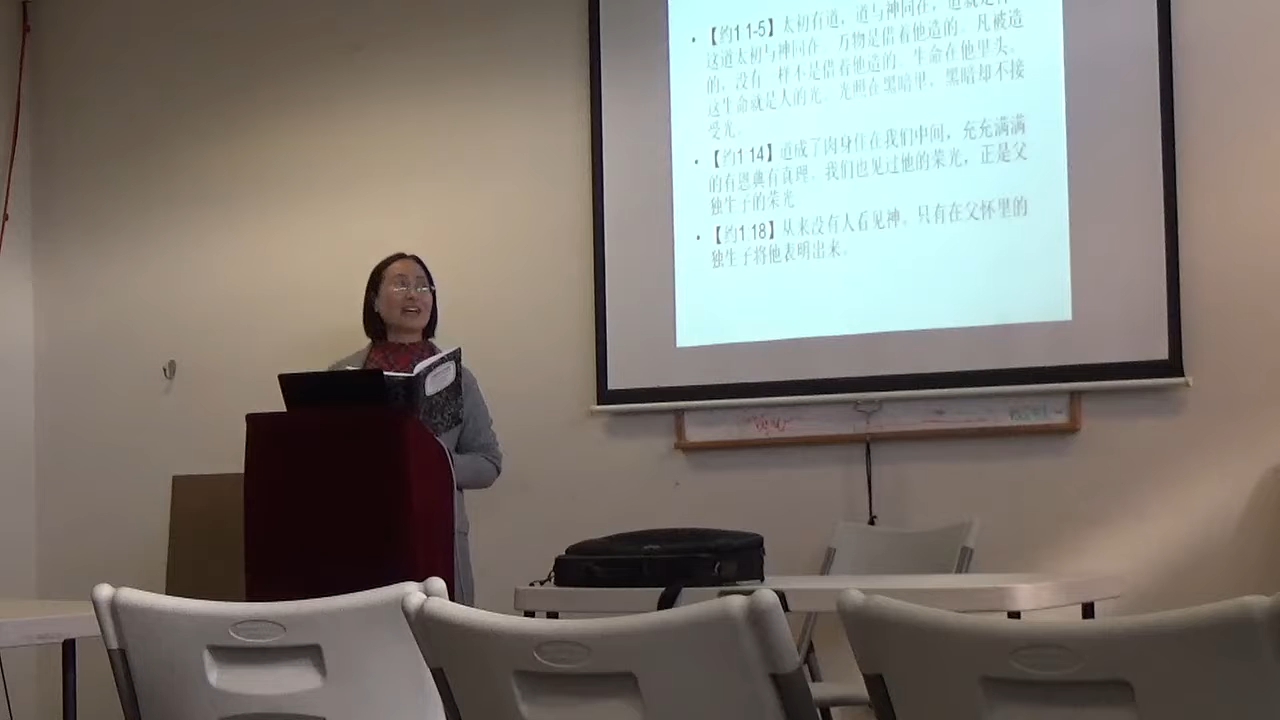 【约1 1-5】太初有道，道与神同在，道就是神
这道太初与神同在 万物是借着他造的 凡被造
的，没有一样不是借着他造的 生命在他里头。
这生命就是人的光。光照在黑暗里，黑暗却不接
受光。
【约1 14】道成了肉身住在我们中间，充充满满
的有恩典有真理。我们也见过他的荣光，正是父
独生子的荣光
【约1 18】从来没有人看见神。只有在父怀里的
独生子将他表明出来。